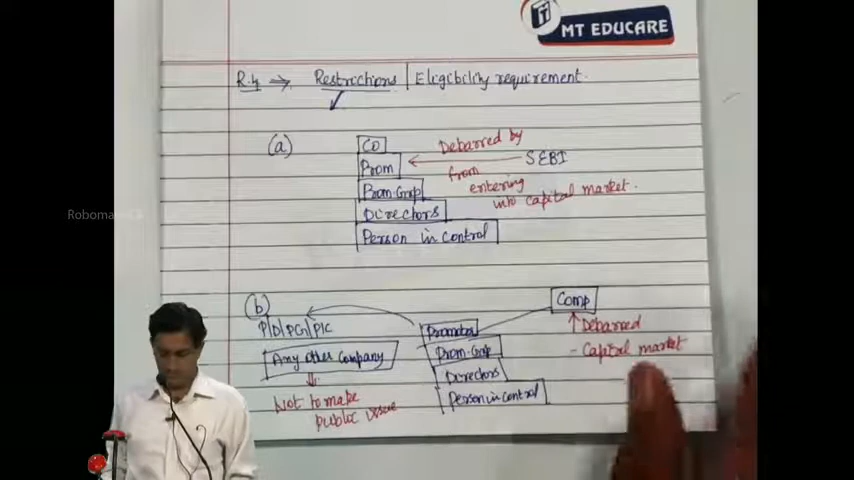 MT EDUCARE
R.4 → Restrictions | Eligibility requirement
(a)
CO
Prom
Prom Grop
Directors
Person in control
Debarred by
SEBI
from
entering
into capital market.
(b)
P|D|PG|PIC
Any other Company
Not to make
public issue
Promoter
Prom-Grop
Directors
Person in control
Comp
Debarred
- Capital market